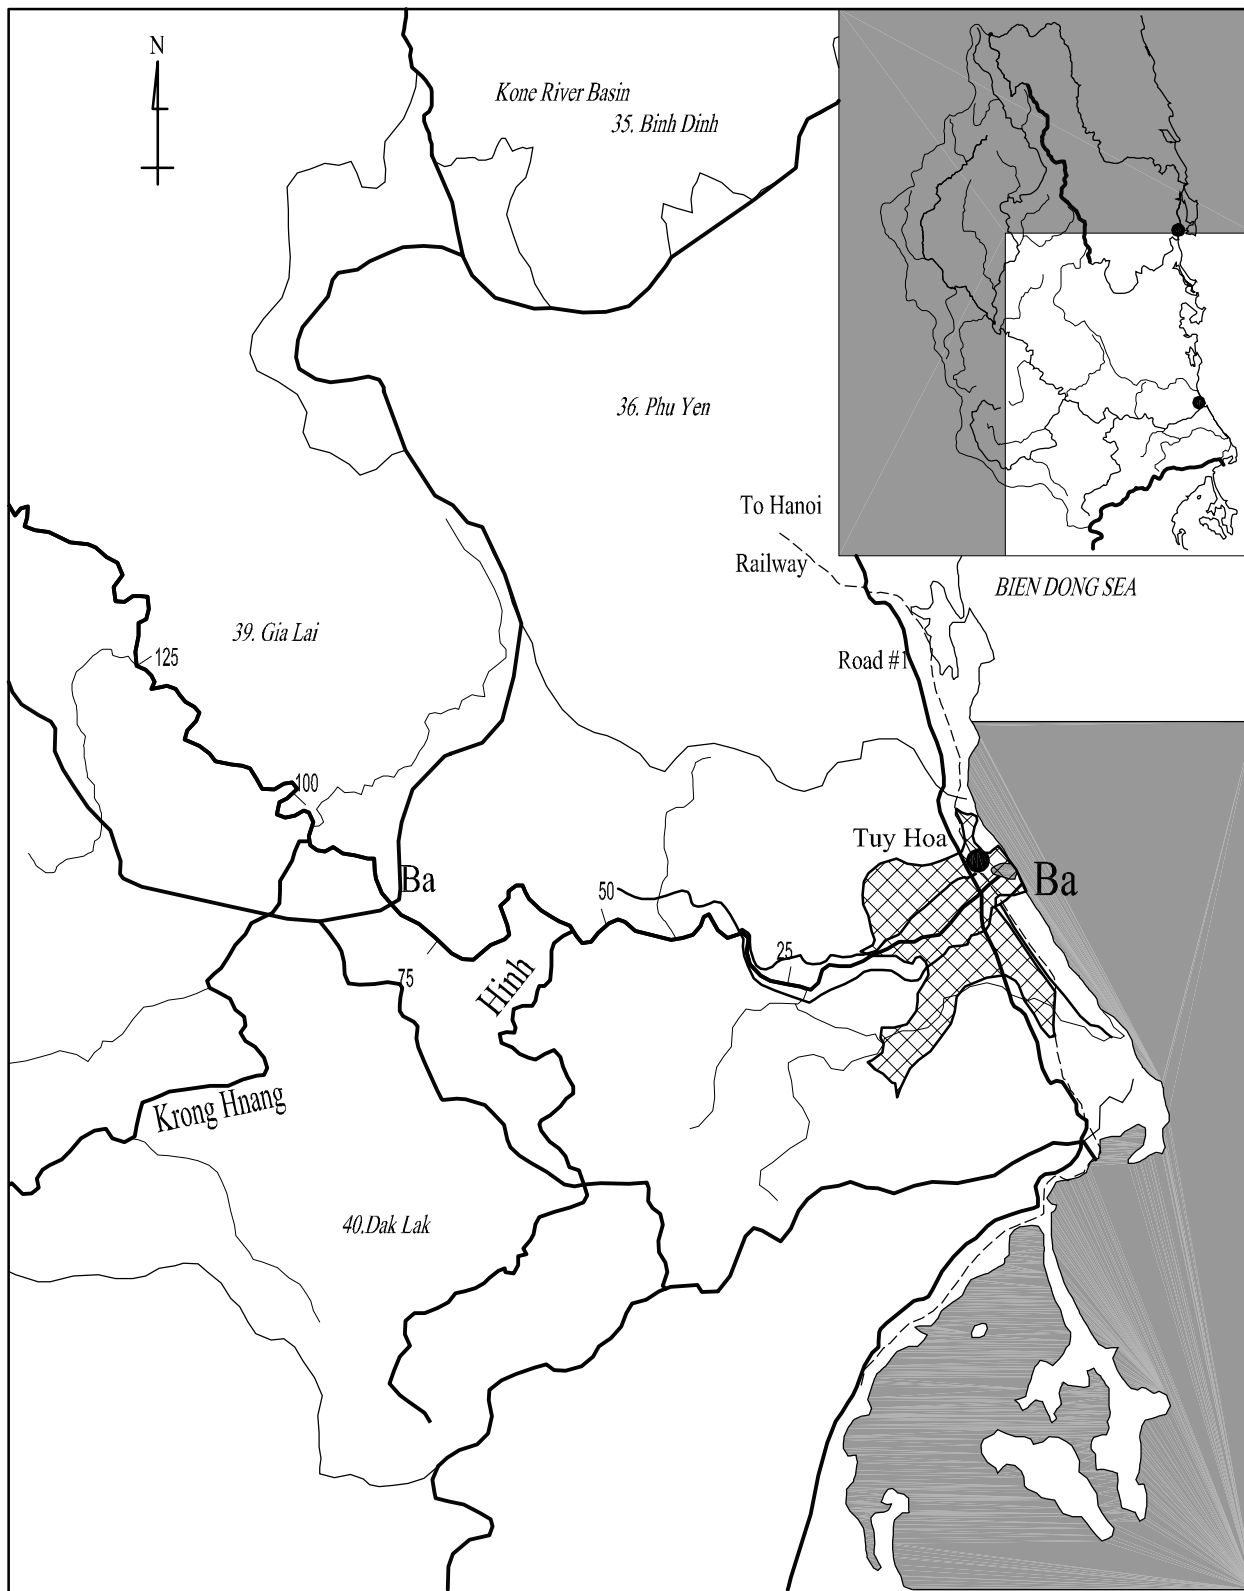 N
Kone River Basin
35. Binh Dinh
36. Phu Yen
To Hanoi
Railway
BIEN DONG SEA
39. Gia Lai
Road #1
125
100
Tuy Hoa
Ba
Ba
50
25
75
Hinh
Krong Hnang
40.Dak Lak